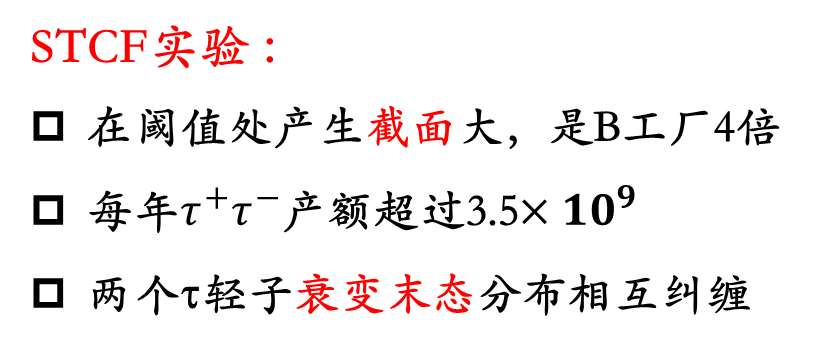 STCF实验：
在阈值处产生截面大，是B工厂4倍
每年τ⁺τ⁻产额超过3.5× 10⁹
两个τ轻子衰变末态分布相互纠缠